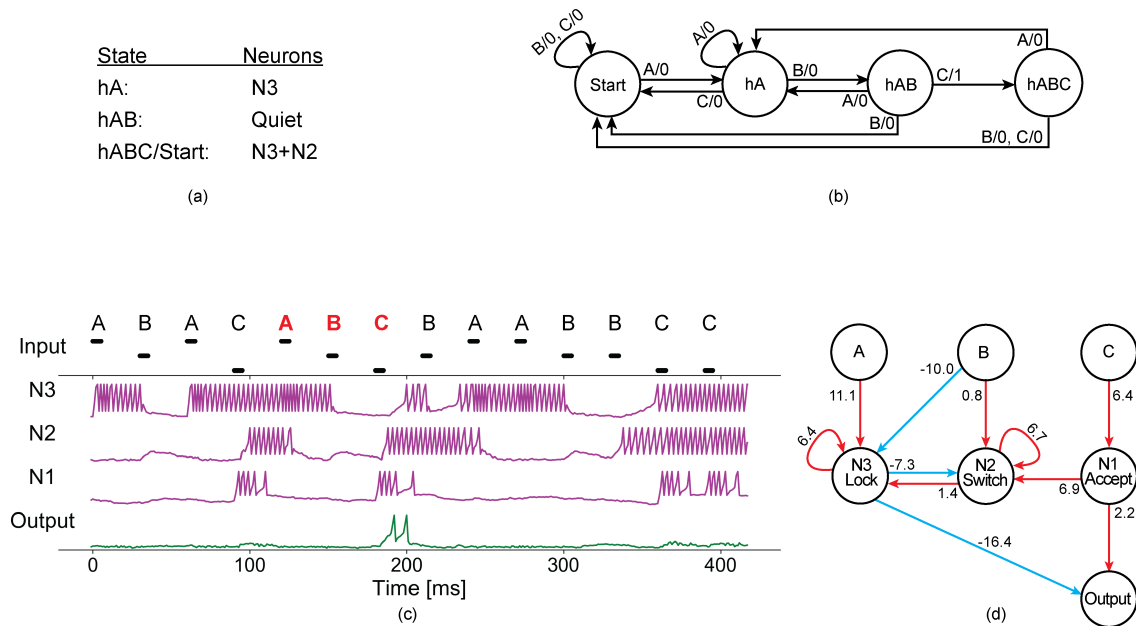 State Neurons
hA: N3
hAB: Quiet
hABC/Start: N3+N2
(a)
B/0, C/0
A/0
A/0
Start
A/0
hA
B/0
hAB
C/1
hABC
C/0
A/0
B/0
B/0, C/0
(b)
A B A C A B C B A A B B C C
Input
N3
N2
N1
Output
0 200 400
Time [ms]
(c)
A B C
-10.0
11.1 0.8 6.4
6.4 6.7
N3 N2 N1
Lock Switch Accept
-7.3
1.4 6.9
2.2
-16.4
Output
(d)